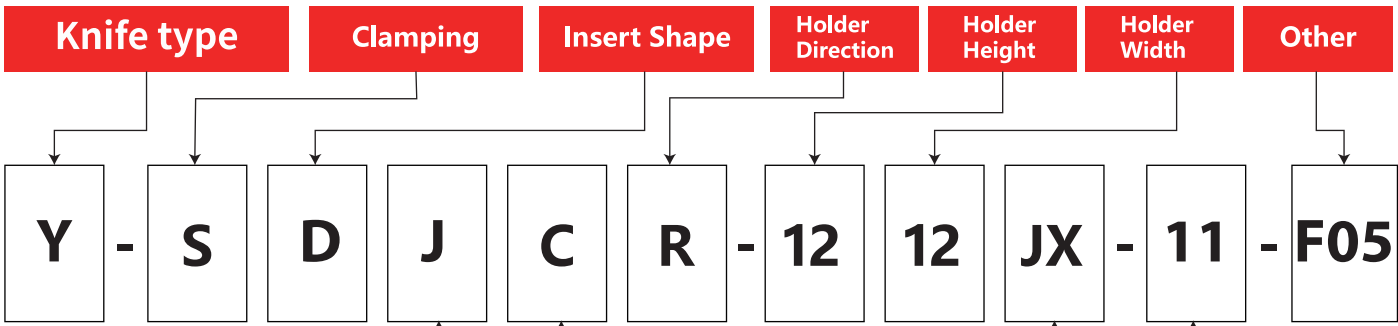 Knife type
Clamping
Insert Shape
Holder
Direction
Holder
Height
Holder
Width
Other
Y - S D J C R - 12 12 JX - 11 - F05